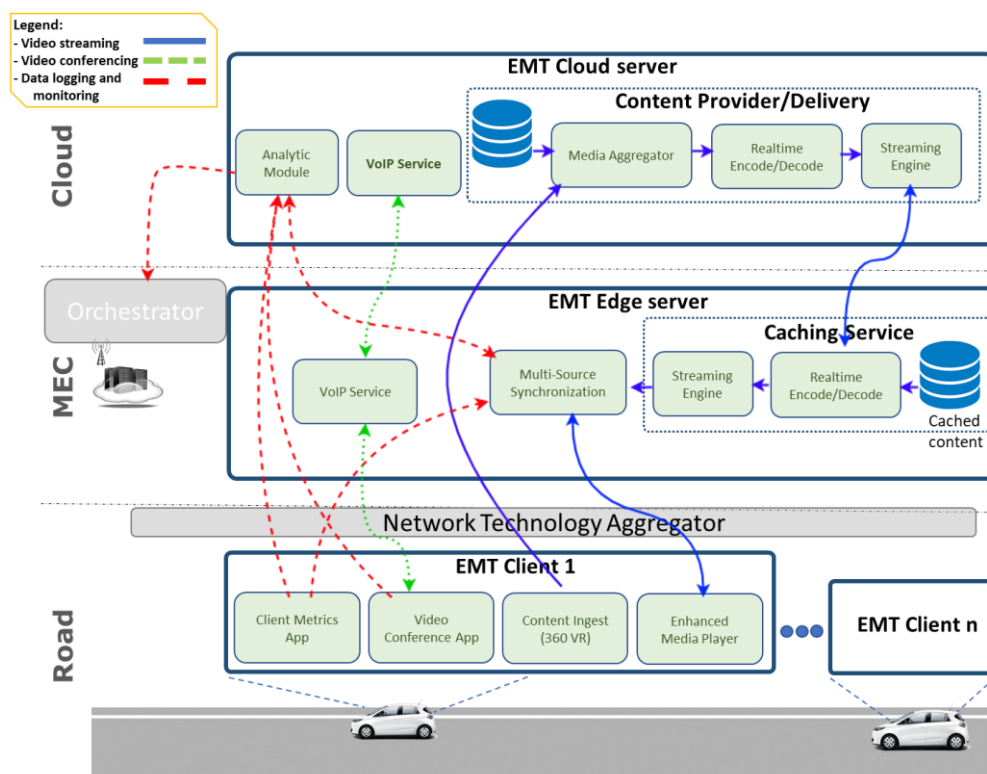 Legend:
- Video streaming
- Video conferencing
- Data logging and
monitoring
Cloud
EMT Cloud server
Content Provider/Delivery
Analytic
Module
VoIP Service
Media Aggregator
Realtime
Encode/Decode
Streaming
Engine
Orchestrator
MEC
EMT Edge server
Caching Service
VoIP Service
Multi-Source
Synchronization
Streaming
Engine
Realtime
Encode/Decode
Cached
content
Network Technology Aggregator
Road
EMT Client 1
Client Metrics
App
Video
Conference App
Content Ingest
(360 VR)
Enhanced
Media Player
EMT Client n